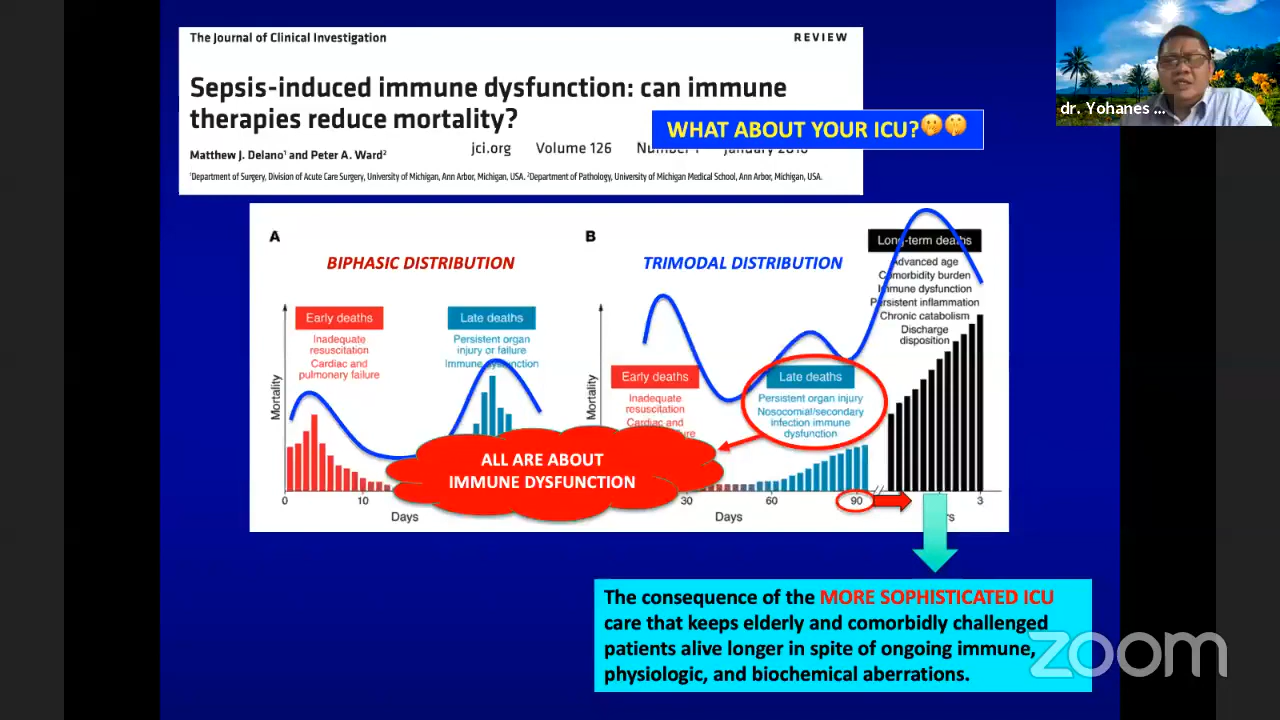 The Journal of Clinical Investigation
REVIEW
Sepsis-induced immune dysfunction: can immune
therapies reduce mortality?
WHAT ABOUT YOUR ICU?
Matthew J. Delano¹ and Peter A. Ward²
jci.org Volume 126
¹Department of Surgery, Division of Acute Care Surgery, University of Michigan, Ann Arbor, Michigan, USA. ²Department of Pathology, University of Michigan Medical School, Ann Arbor, Michigan, USA.
dr. Yohanes ...
A
BIPHASIC DISTRIBUTION
Early deaths
Inadequate
resuscitation
Cardiac and
pulmonary failure
Late deaths
Persistent organ
injury or failure
Immune dysfunction
Mortality
0
10
Days
B
TRIMODAL DISTRIBUTION
Early deaths
Inadequate
resuscitation
Cardiac and
Late deaths
Persistent organ injury
Nosocomial/secondary
infection immune
dysfunction
Long-term deaths
Advanced age
Comorbidity burden
Immune dysfunction
Persistent inflammation
Chronic catabolism
Discharge
disposition
Mortality
30
60
90
3
Days
ALL ARE ABOUT
IMMUNE DYSFUNCTION
The consequence of the MORE SOPHISTICATED ICU
care that keeps elderly and comorbidly challenged
patients alive longer in spite of ongoing immune,
physiologic, and biochemical aberrations.
zoom